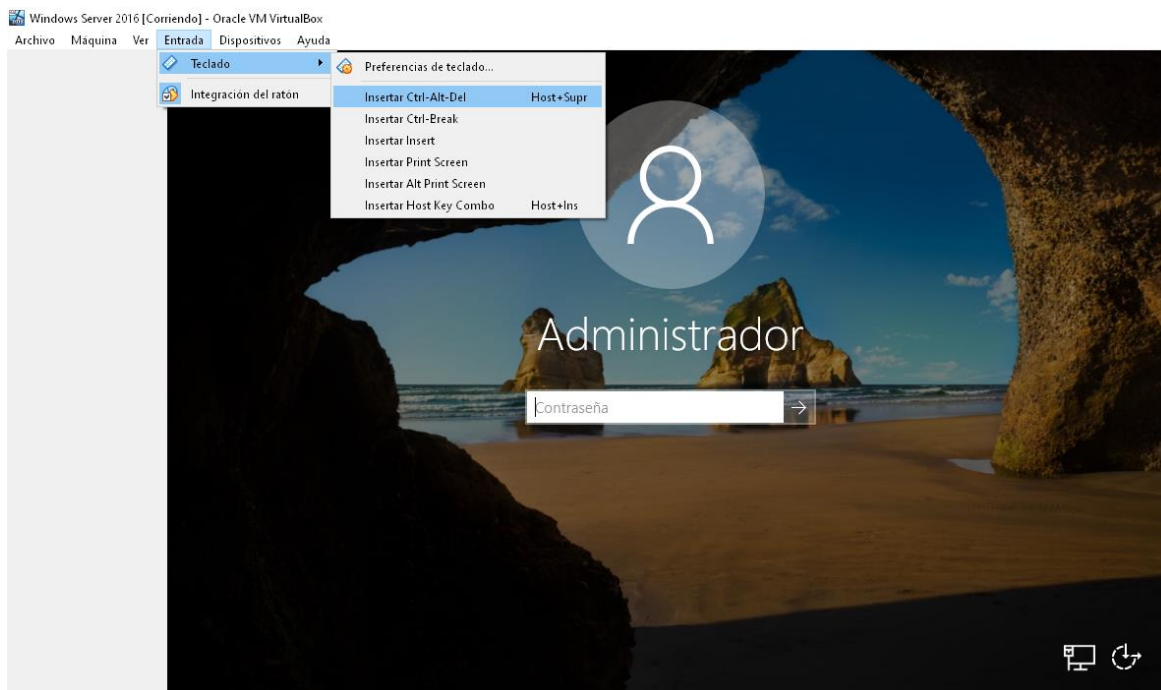 Windows Server 2016 [Corriendo] - Oracle VM VirtualBox
Archivo Máquina Ver Entrada Dispositivos Ayuda
Teclado
Integración del ratón
Preferencias de teclado...
Insertar Ctrl-Alt-Del Host+Supr
Insertar Ctrl-Break
Insertar Insert
Insertar Print Screen
Insertar Alt Print Screen
Insertar Host Key Combo Host+Ins
Administrador
Contraseña